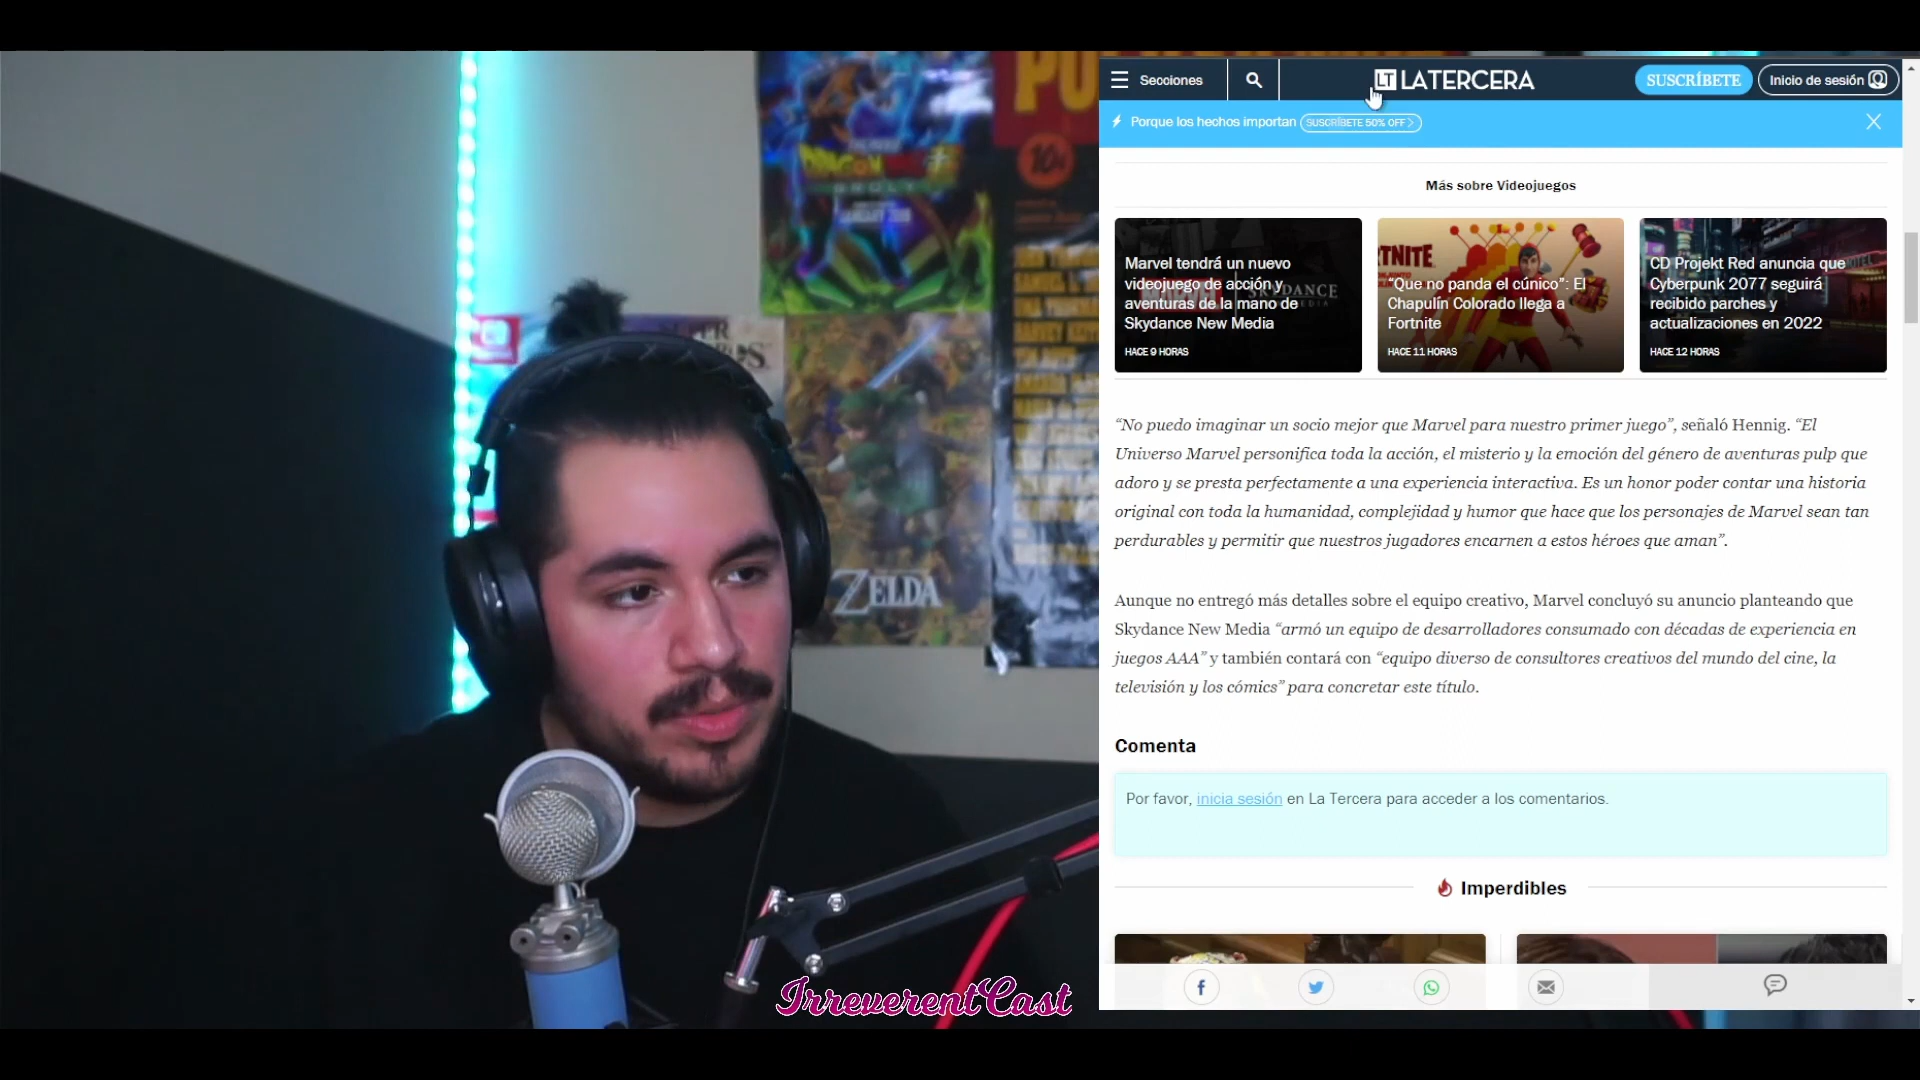 Secciones
LT LATERCERA
SUSCRÍBETE
Inicio de sesión
Porque los hechos importan
SUSCRÍBETE 50% OFF
Más sobre Videojuegos
Marvel tendrá un nuevo
videojuego de acción y
aventuras de la mano de
Skydance New Media
HACE 9 HORAS
SKYDANCE
“Que no panda el cúnico”: El
Chapulín Colorado llega a
Fortnite
HACE 11 HORAS
CD Projekt Red anuncia que
Cyberpunk 2077 seguirá
recibido parches y
actualizaciones en 2022
HACE 12 HORAS
“No puedo imaginar un socio mejor que Marvel para nuestro primer juego”, señaló Hennig. “El
Universo Marvel personifica toda la acción, el misterio y la emoción del género de aventuras pulp que
adoro y se presta perfectamente a una experiencia interactiva. Es un honor poder contar una historia
original con toda la humanidad, complejidad y humor que hace que los personajes de Marvel sean tan
perdurables y permitir que nuestros jugadores encarnen a estos héroes que aman”.
Aunque no entregó más detalles sobre el equipo creativo, Marvel concluyó su anuncio planteando que
Skydance New Media “armó un equipo de desarrolladores consumado con décadas de experiencia en
juegos AAA” y también contará con “equipo diverso de consultores creativos del mundo del cine, la
televisión y los cómics” para concretar este título.
Comenta
Por favor, inicia sesión en La Tercera para acceder a los comentarios.
Imperdibles
ZELDA
IrreverentCast